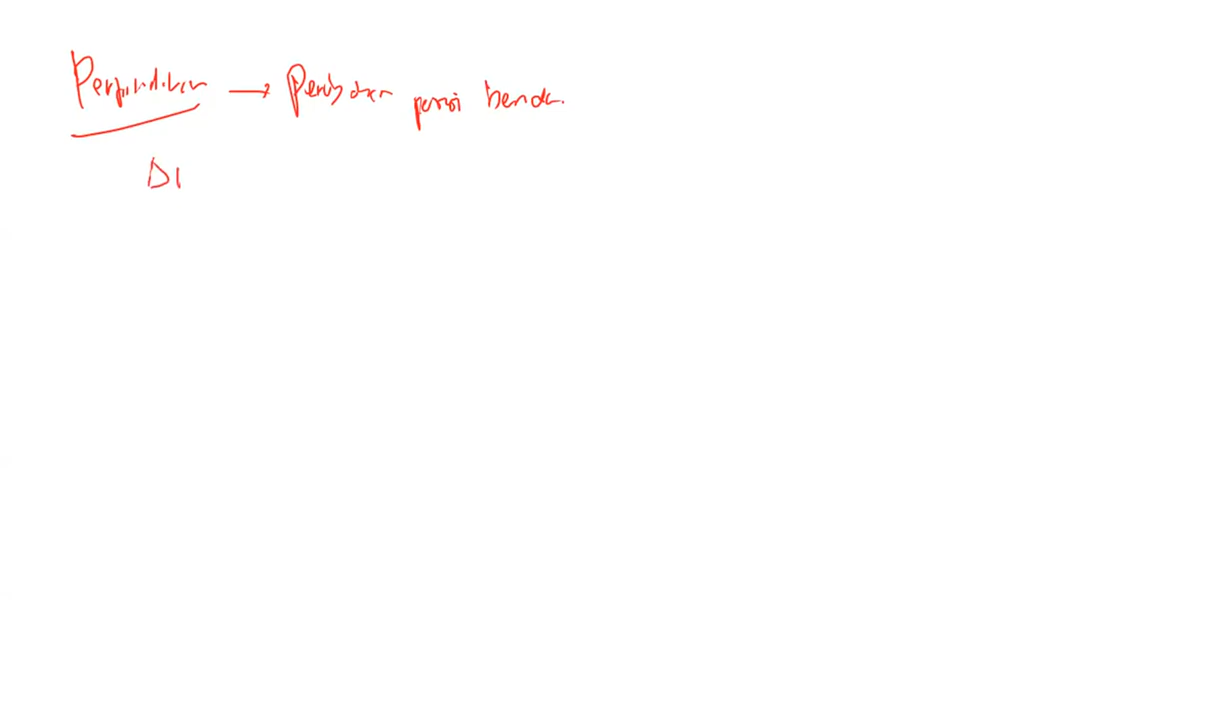 Perpindahan → Perubahan posisi benda.
Δ